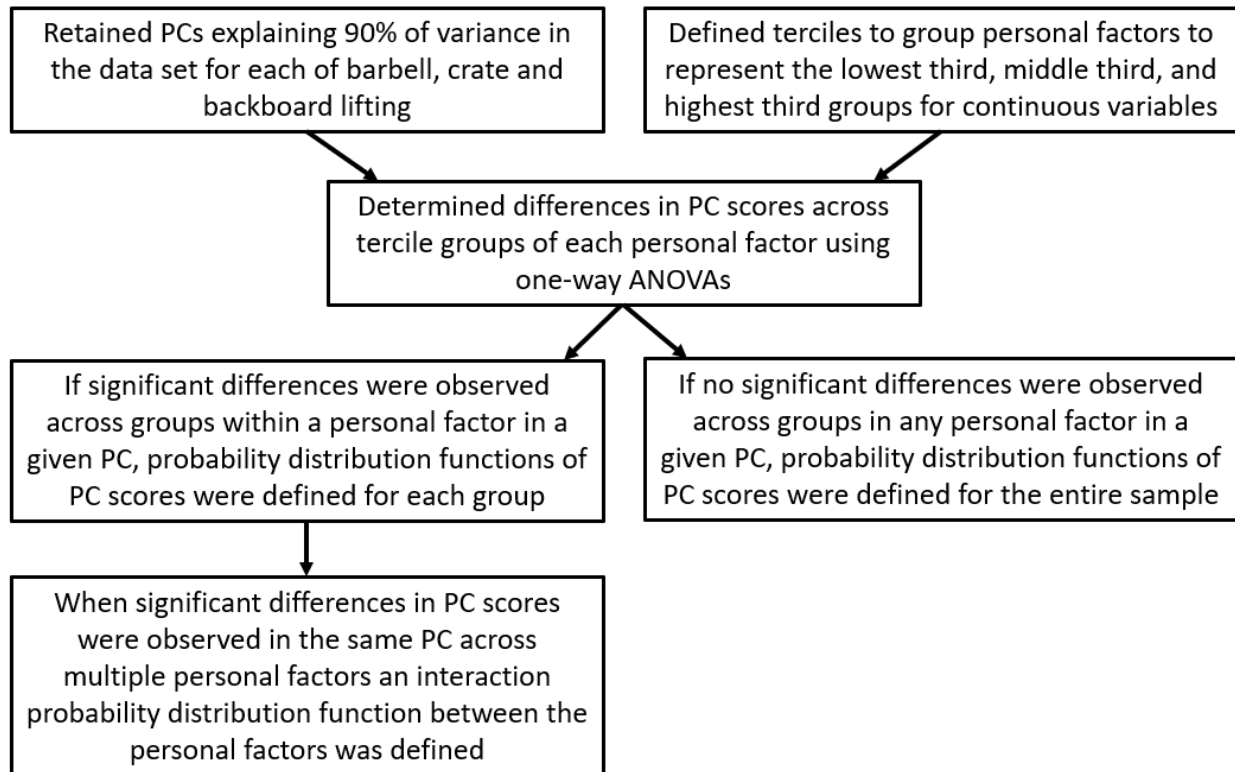 Retained PCs explaining 90% of variance in
the data set for each of barbell, crate and
backboard lifting
Defined terciles to group personal factors to
represent the lowest third, middle third, and
highest third groups for continuous variables
Determined differences in PC scores across
tercile groups of each personal factor using
one-way ANOVAs
If significant differences were observed
across groups within a personal factor in a
given PC, probability distribution functions of
PC scores were defined for each group
If no significant differences were observed
across groups in any personal factor in a
given PC, probability distribution functions of
PC scores were defined for the entire sample
When significant differences in PC scores
were observed in the same PC across
multiple personal factors an interaction
probability distribution function between the
personal factors was defined